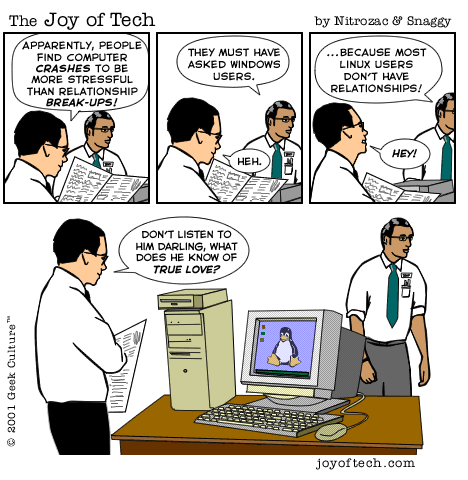 The Joy of Tech
by Nitrozac & Snaggy
APPARENTLY, PEOPLE
FIND COMPUTER
CRASHES TO BE
MORE STRESSFUL
THAN RELATIONSHIP
BREAK-UPS!
THEY MUST HAVE
ASKED WINDOWS
USERS.
HEH.
...BECAUSE MOST
LINUX USERS
DON'T HAVE
RELATIONSHIPS!
HEY!
DON'T LISTEN TO
HIM DARLING, WHAT
DOES HE KNOW OF
TRUE LOVE?
© 2001 Geek Culture™
joyoftech.com